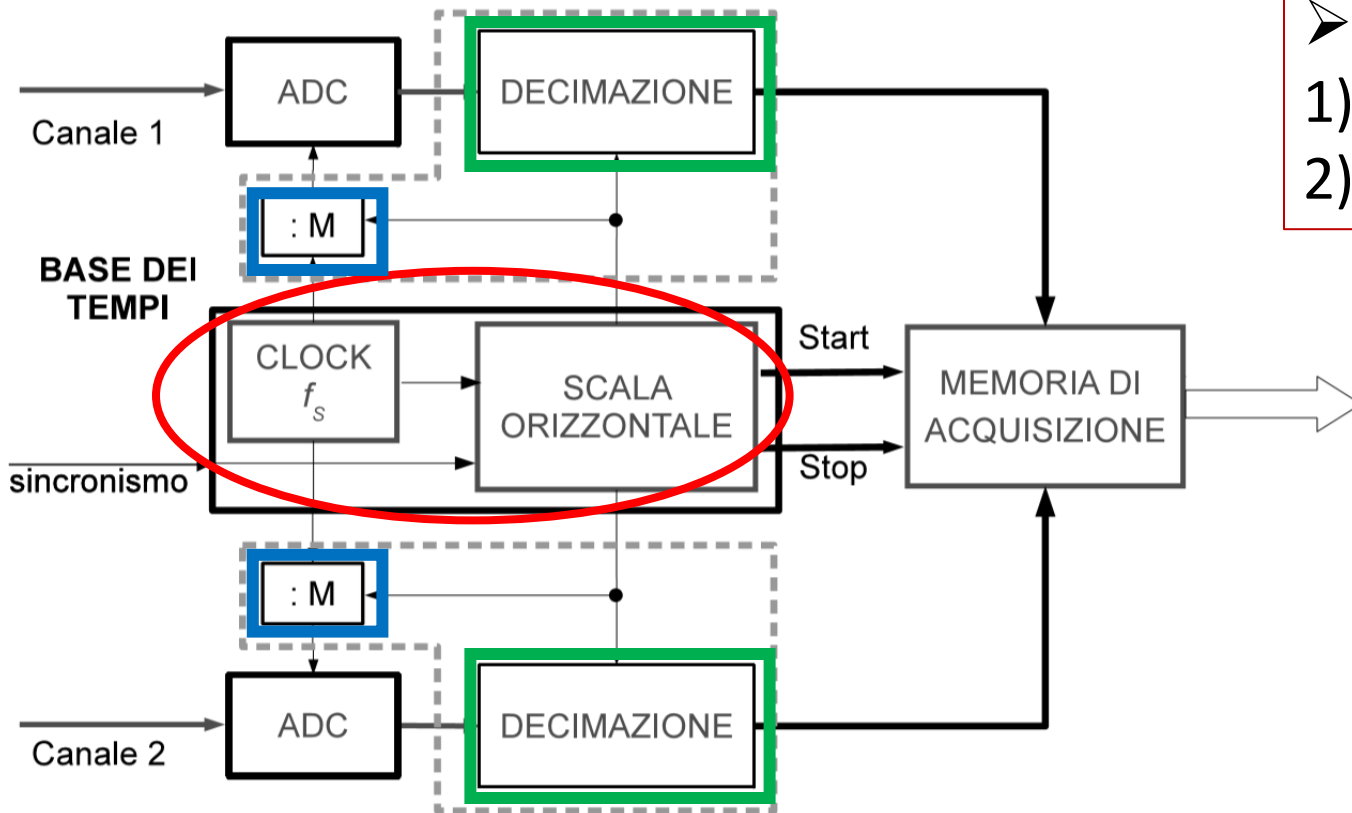 ➢
1)
2)
ADC
DECIMAZIONE
Canale 1
: M
BASE DEI
TEMPI
CLOCK
fS
SCALA
ORIZZONTALE
Start
Stop
MEMORIA DI
ACQUISIZIONE
sincronismo
: M
ADC
DECIMAZIONE
Canale 2